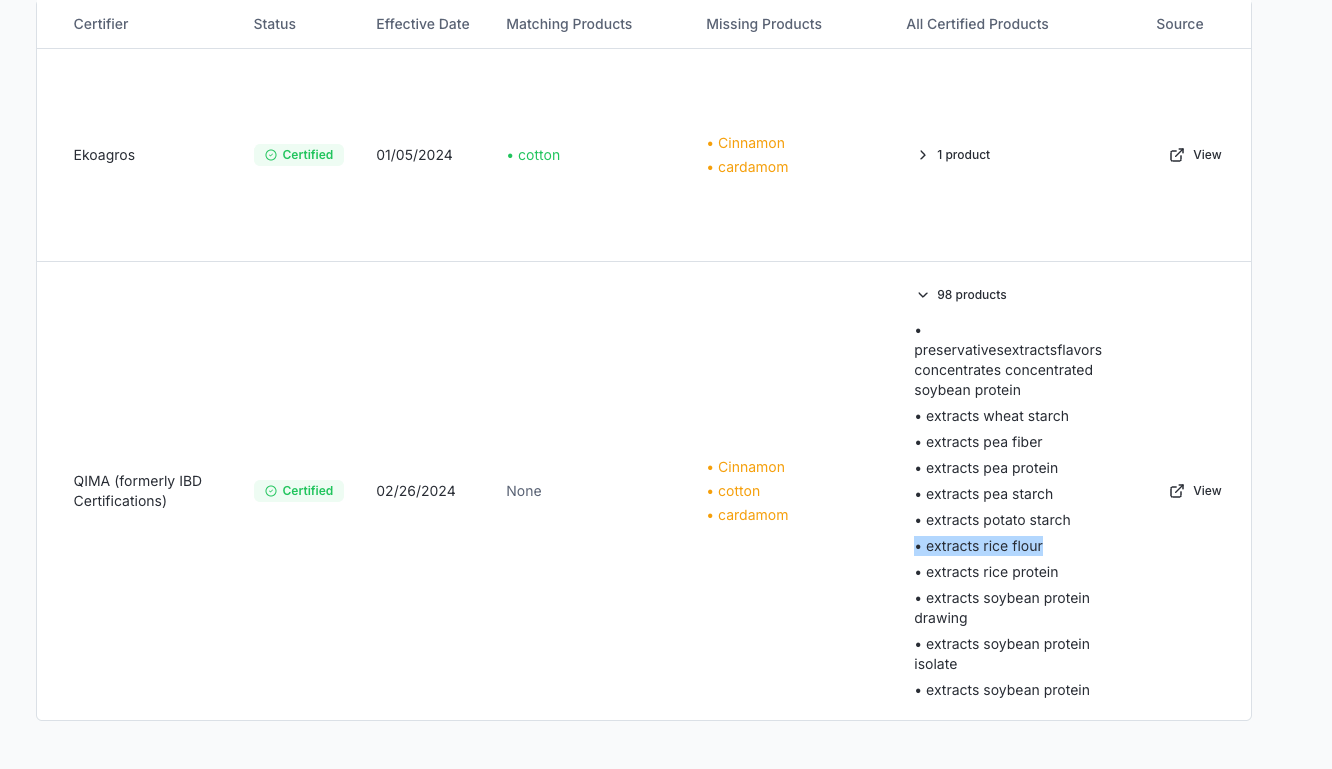 Certifier Status Effective Date Matching Products Missing Products All Certified Products Source
Ekoagros Certified 01/05/2024 • cotton • Cinnamon
• cardamom
1 product View
QIMA (formerly IBD
Certifications)
Certified 02/26/2024 None
• Cinnamon
• cotton
• cardamom
98 products
•
preservativesextractsflavors
concentrates concentrated
soybean protein
• extracts wheat starch
• extracts pea fiber
• extracts pea protein
• extracts pea starch
• extracts potato starch
• extracts rice flour
• extracts rice protein
• extracts soybean protein
drawing
• extracts soybean protein
isolate
• extracts soybean protein
View